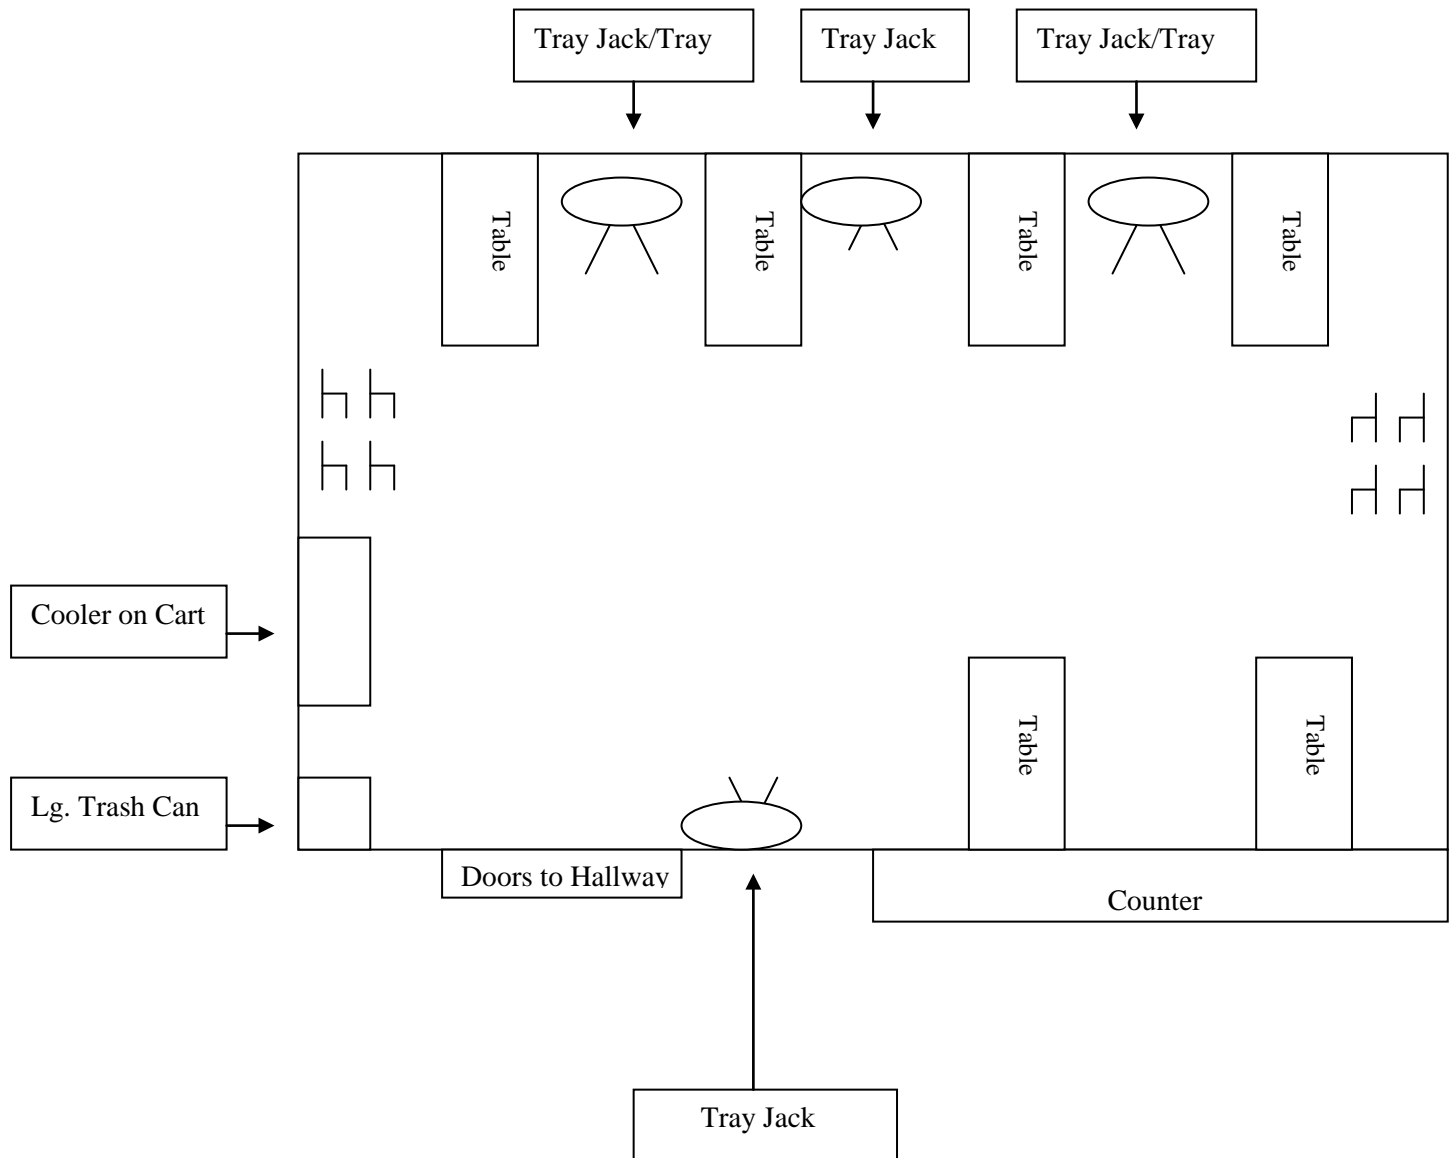 Tray Jack/Tray
Tray Jack
Tray Jack/Tray
Table
Table
Table
Table
Cooler on Cart
Table
Table
Lg. Trash Can
Doors to Hallway
Counter
Tray Jack